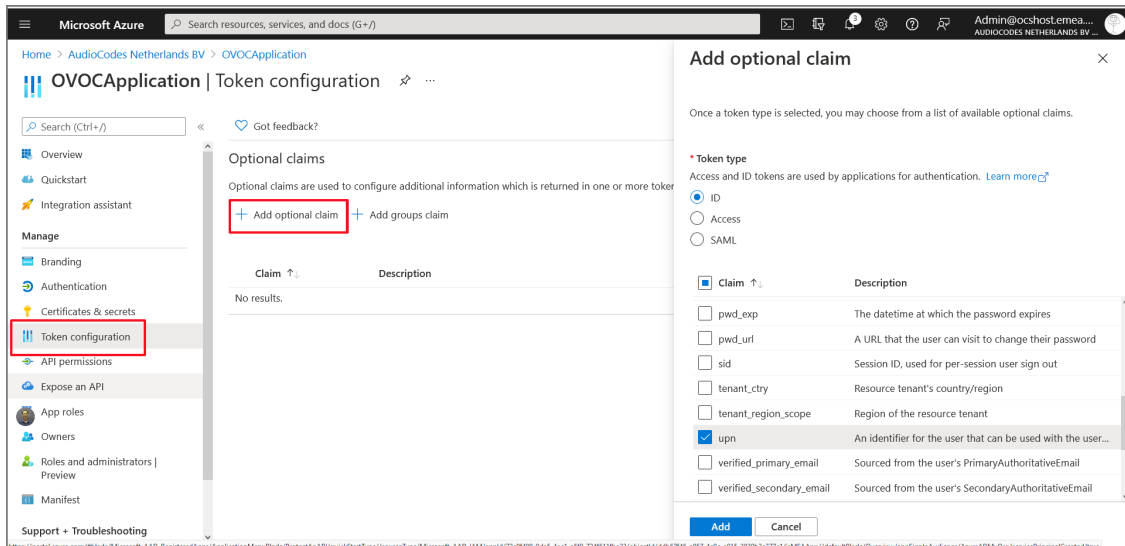 Microsoft Azure
Search resources, services, and docs (G+/)
3
Admin@ocshost.emea....
AUDIOCODES NETHERLANDS BV ...
Home > AudioCodes Netherlands BV > OVOCApplication
OVOCApplication | Token configuration
Search (Ctrl+/)
Overview
Quickstart
Integration assistant
Manage
Branding
Authentication
Certificates & secrets
Token configuration
API permissions
Expose an API
App roles
Owners
Roles and administrators |
Preview
Manifest
Support + Troubleshooting
Got feedback?
Optional claims
Optional claims are used to configure additional information which is returned in one or more token
Add optional claim
Add groups claim
Claim Description
No results.
Add optional claim
Once a token type is selected, you may choose from a list of available optional claims.
* Token type
Access and ID tokens are used by applications for authentication. Learn more
ID
Access
SAML
Claim Description
pwd_exp The datetime at which the password expires
pwd_url A URL that the user can visit to change their password
sid Session ID, used for per-session user sign out
tenant_ctry Resource tenant's country/region
tenant_region_scope Region of the resource tenant
upn An identifier for the user that can be used with the user...
verified_primary_email Sourced from the user's PrimaryAuthoritativeEmail
verified_secondary_email Sourced from the user's SecondaryAuthoritativeEmail
Add
Cancel